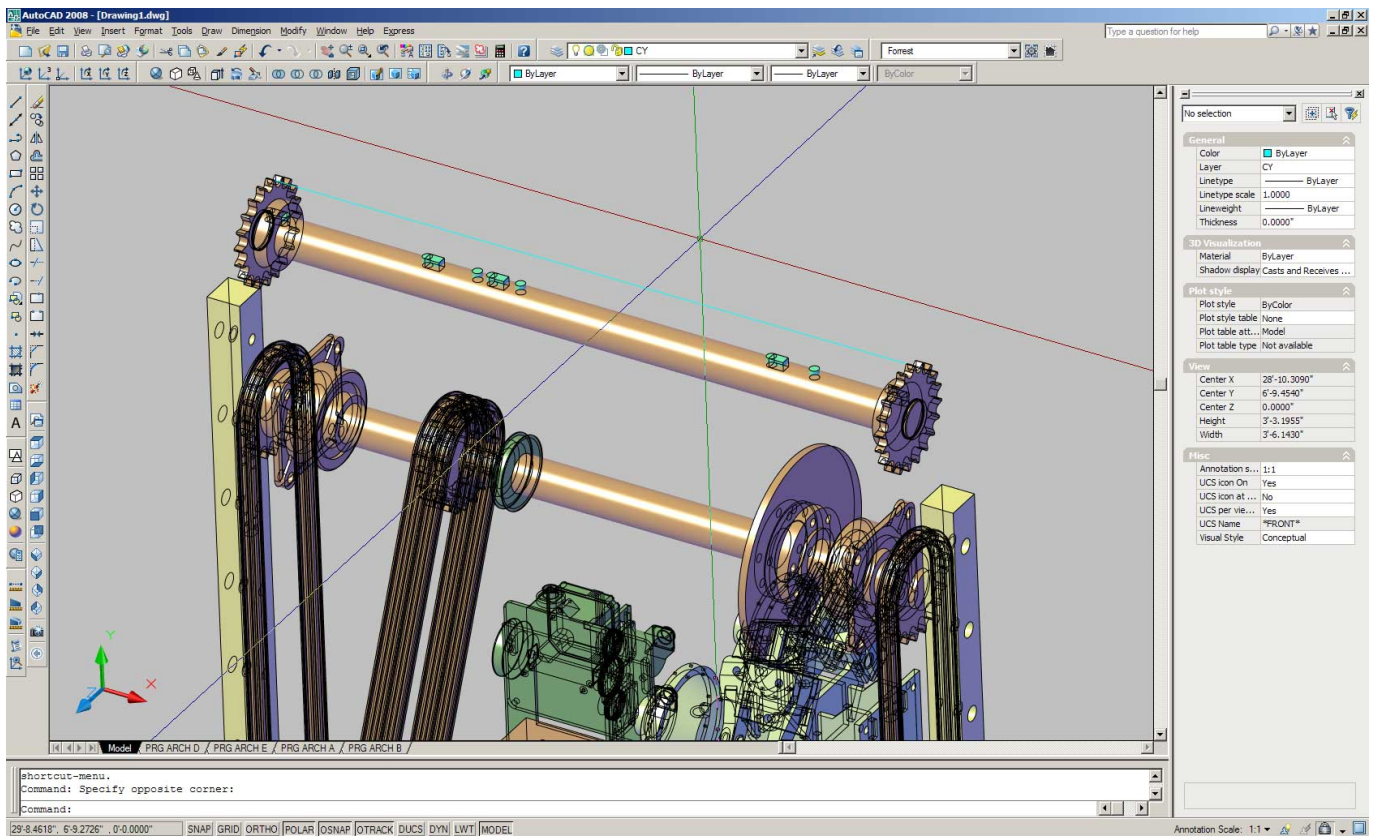 AutoCAD 2008 - [Drawing1.dwg]
File Edit View Insert Format Tools Draw Dimension Modify Window Help Express
Type a question for help
CY
Forrest
ByLayer
ByLayer
ByLayer
ByColor
No selection
General
Color ByLayer
Layer CY
Linetype ByLayer
Linetype scale 1.0000
Lineweight ByLayer
Thickness 0.0000"
3D Visualization
Material ByLayer
Shadow display Casts and Receives ...
Plot style
Plot style ByColor
Plot style table None
Plot table att... Model
Plot table type Not available
View
Center X 28'-10.3090"
Center Y 6'-9.4540"
Center Z 0.0000"
Height 3'-3.1955"
Width 3'-6.1430"
Misc
Annotation s... 1:1
UCS icon On Yes
UCS icon at ... No
UCS per vie... Yes
UCS Name *FRONT*
Visual Style Conceptual
A
Y
X
Z
Model PRG ARCH D PRG ARCH E PRG ARCH A PRG ARCH B
shortcut-menu.
Command: Specify opposite corner:
Command:
29'-8.4618", 6'-9.2726" , 0'-0.0000" SNAP GRID ORTHO POLAR OSNAP OTRACK DUCS DYN LWT MODEL
Annotation Scale: 1:1